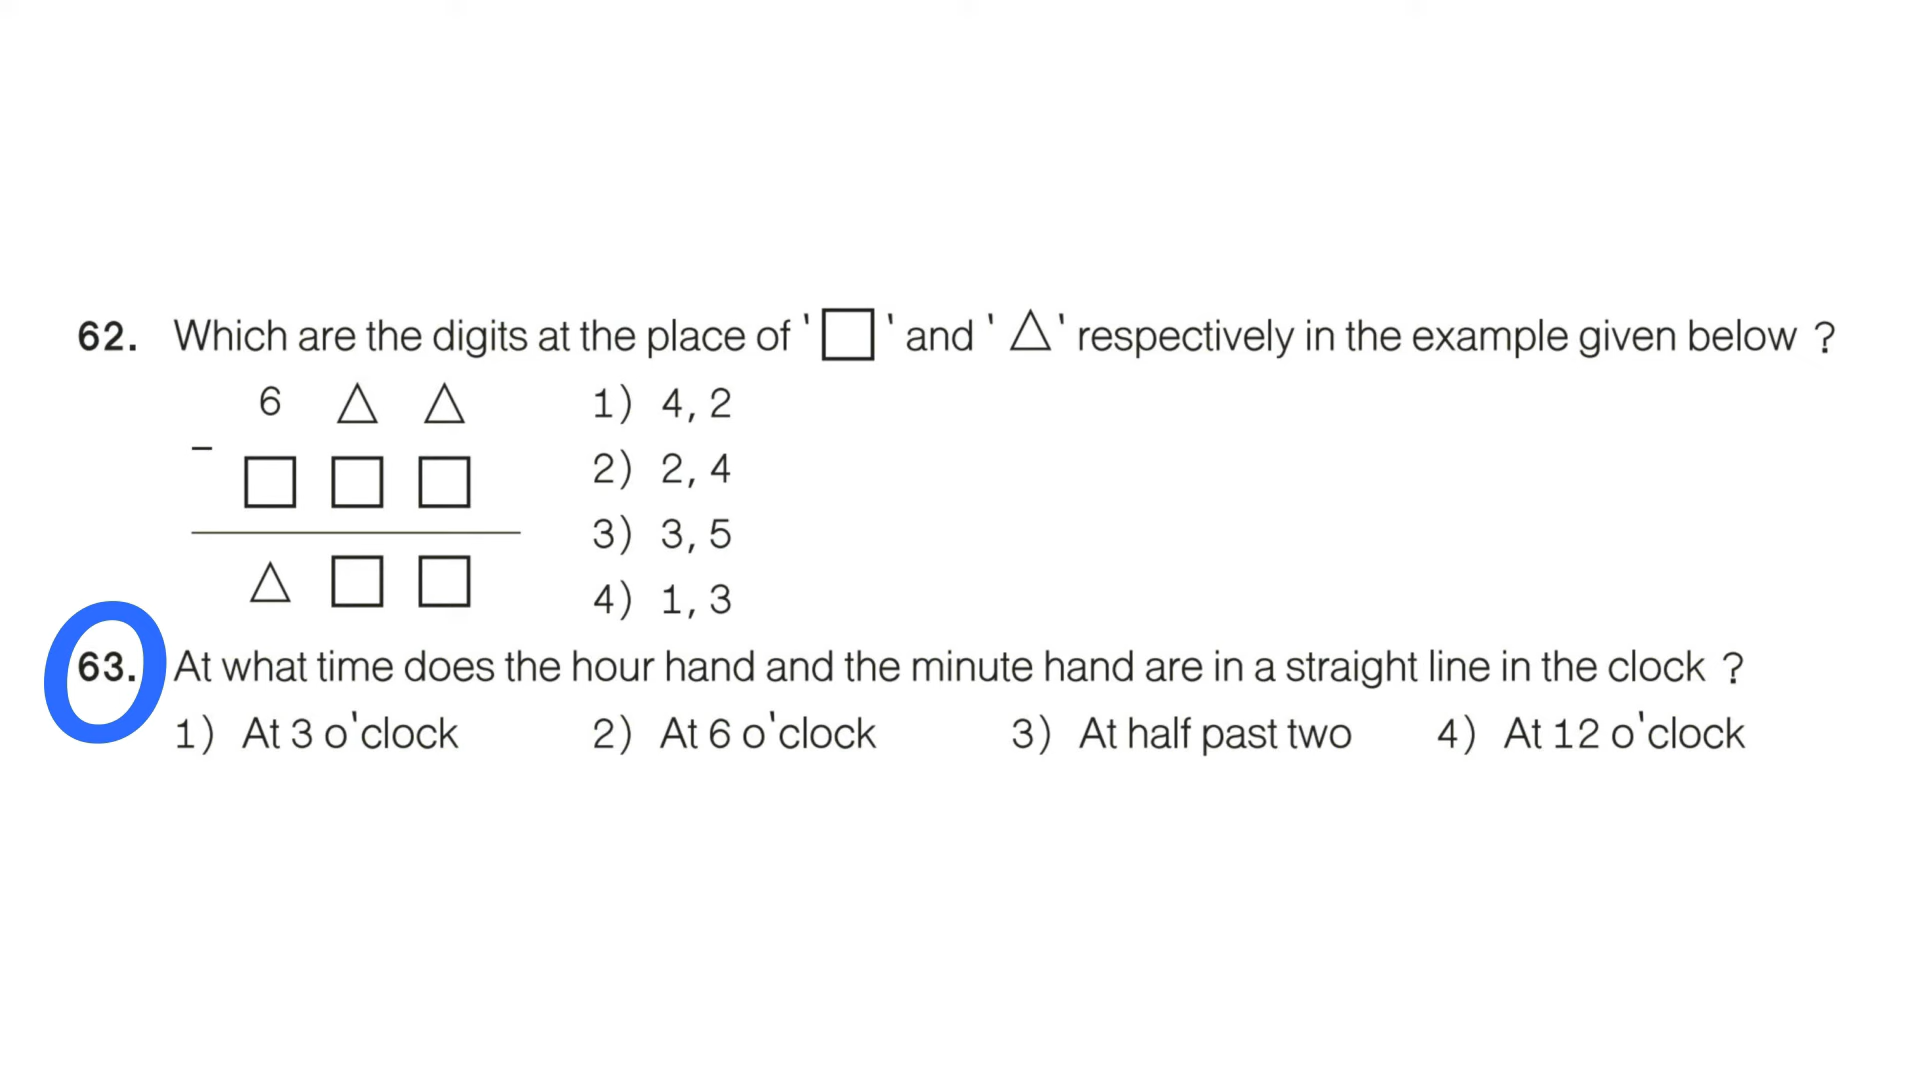 62. Which are the digits at the place of '□' and '△' respectively in the example given below ?
6 △ △ 1) 4, 2
− □ □ □ 2) 2, 4
3) 3, 5
△ □ □ 4) 1, 3
63. At what time does the hour hand and the minute hand are in a straight line in the clock ?
1) At 3 o'clock 2) At 6 o'clock 3) At half past two 4) At 12 o'clock